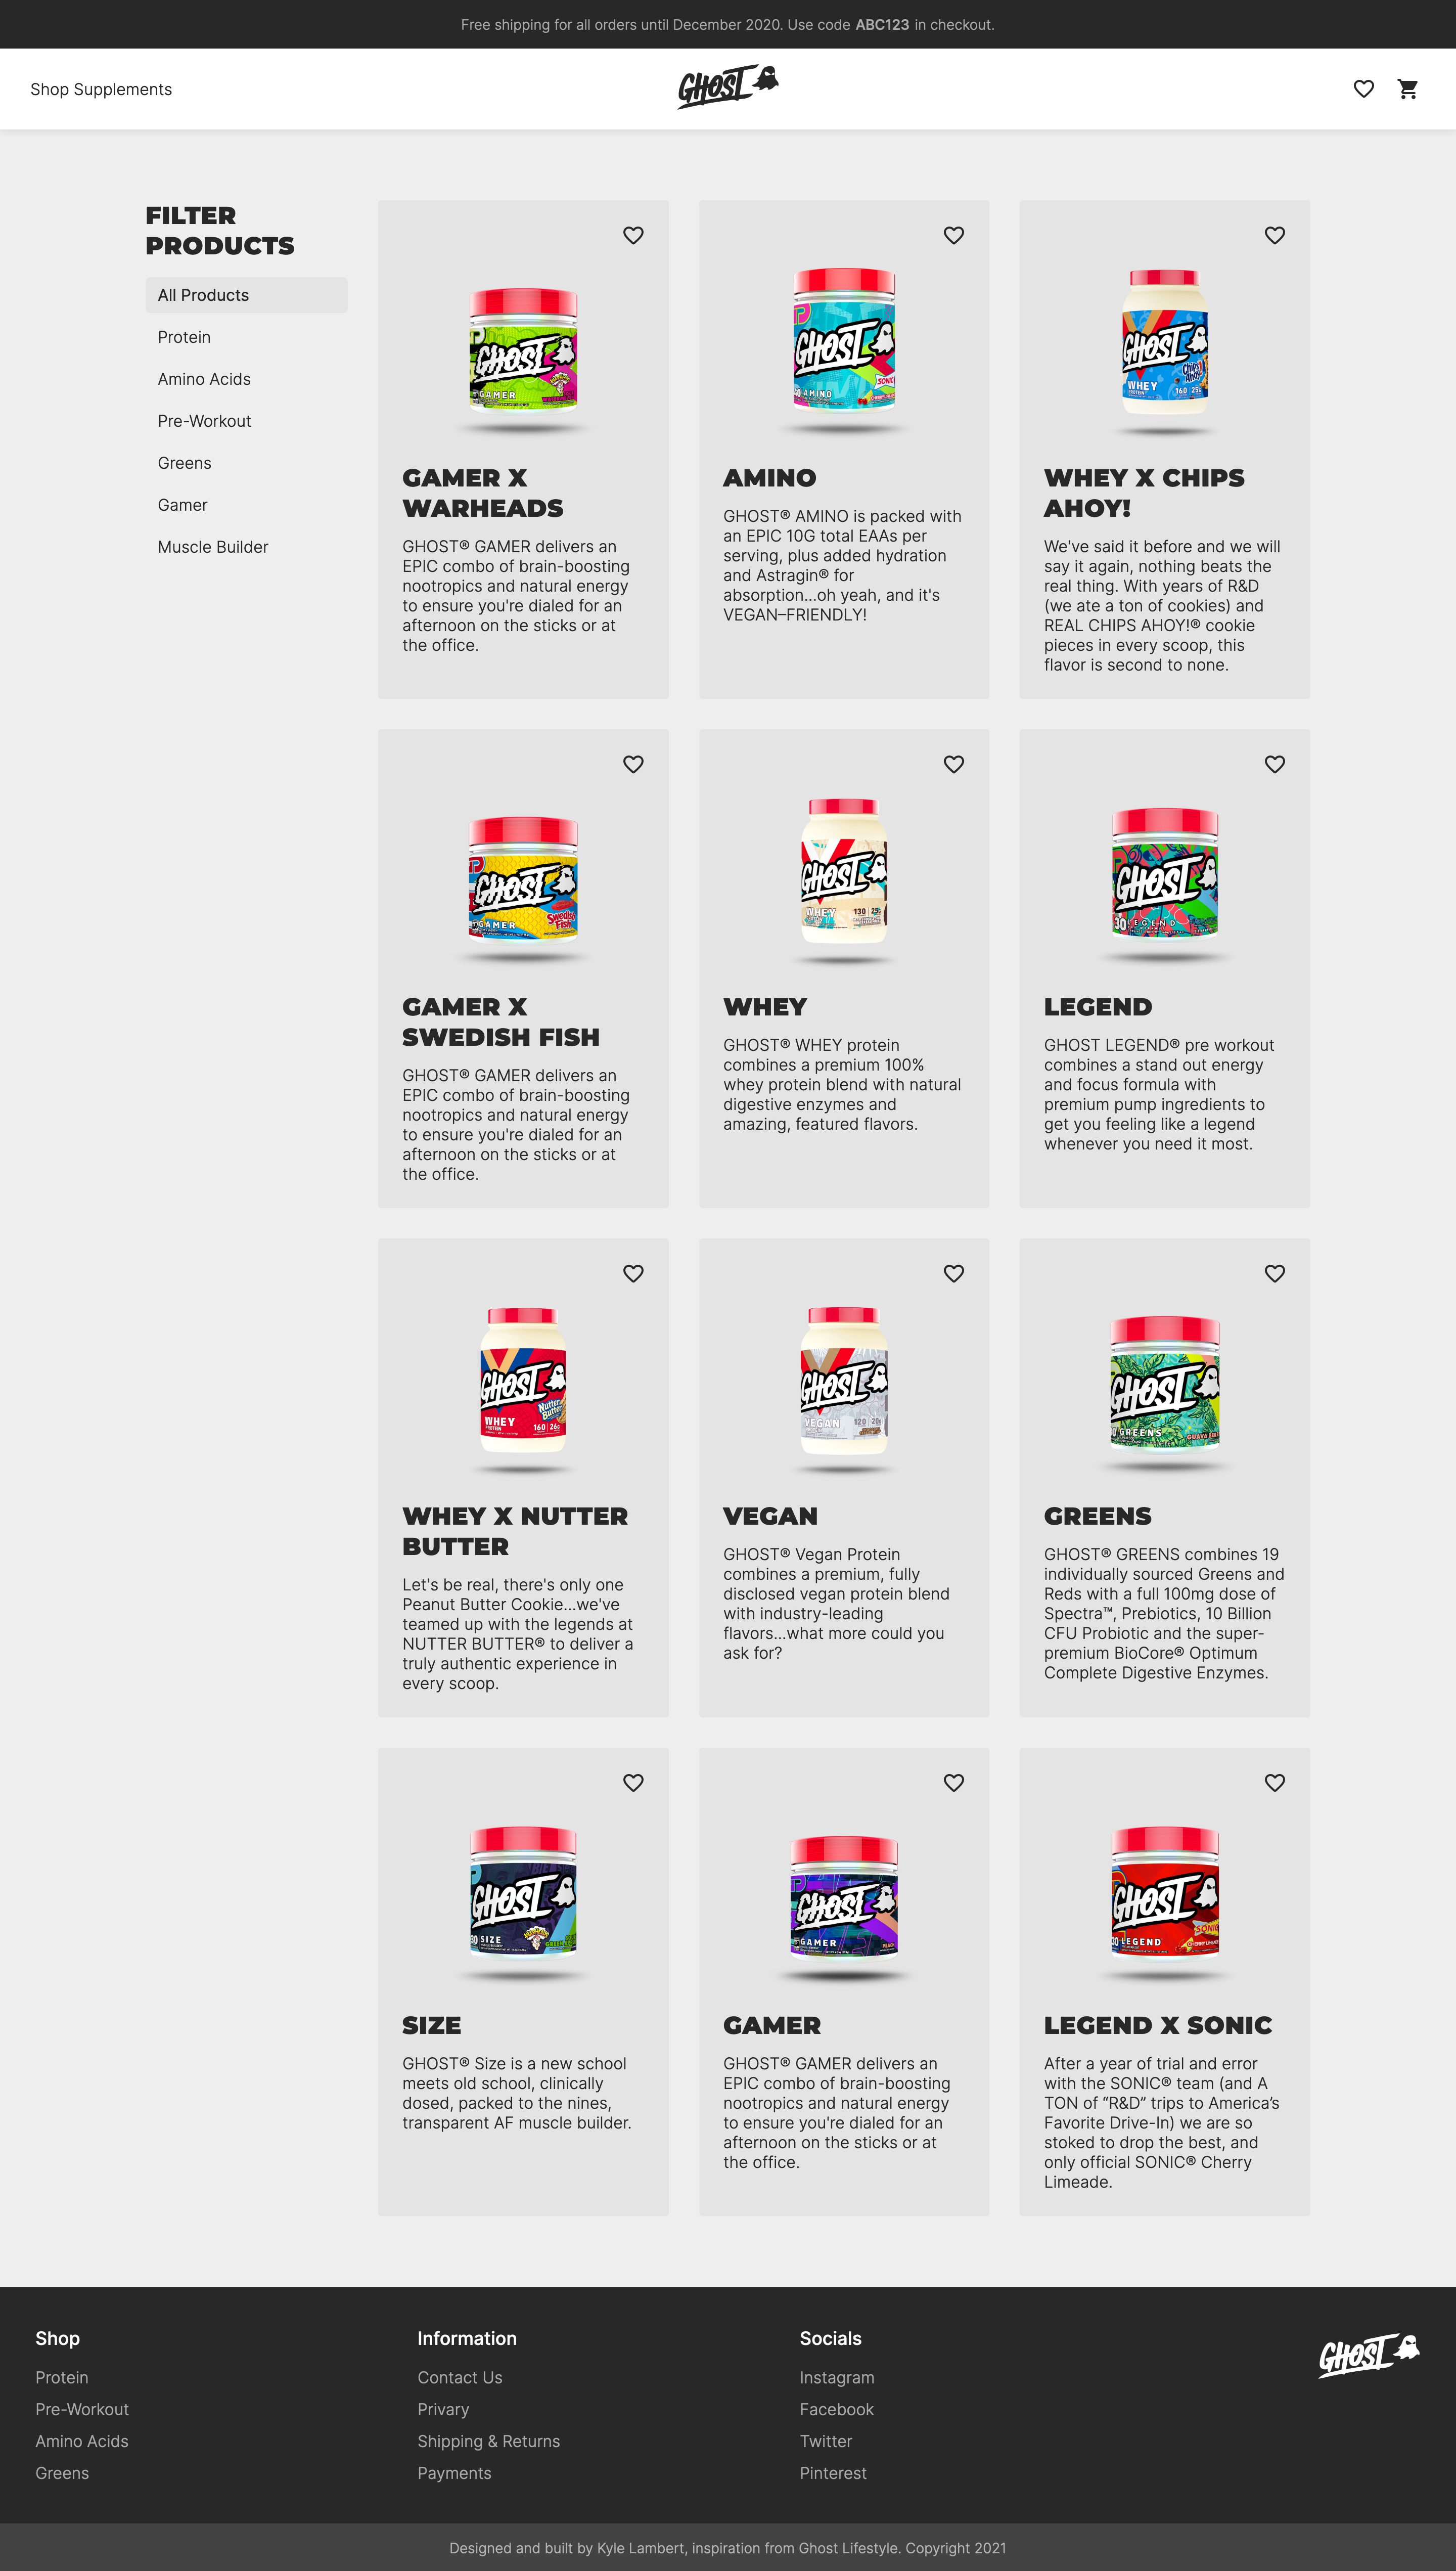 Free shipping for all orders until December 2020. Use code ABC123 in checkout.
Shop Supplements
GHOST
FILTER
PRODUCTS
All Products
Protein
Amino Acids
Pre-Workout
Greens
Gamer
Muscle Builder
GHOST
GAMER
GAMER X
WARHEADS
GHOST® GAMER delivers an
EPIC combo of brain-boosting
nootropics and natural energy
to ensure you're dialed for an
afternoon on the sticks or at
the office.
GHOST
SONIC
AMINO
AMINO
GHOST® AMINO is packed with
an EPIC 10G total EAAs per
serving, plus added hydration
and Astragin® for
absorption...oh yeah, and it's
VEGAN–FRIENDLY!
GHOST
Chips
Ahoy!
WHEY
PROTEIN
160 25
WHEY X CHIPS
AHOY!
We've said it before and we will
say it again, nothing beats the
real thing. With years of R&D
(we ate a ton of cookies) and
REAL CHIPS AHOY!® cookie
pieces in every scoop, this
flavor is second to none.
GHOST
Swedish
Fish
GAMER
GAMER X
SWEDISH FISH
GHOST® GAMER delivers an
EPIC combo of brain-boosting
nootropics and natural energy
to ensure you're dialed for an
afternoon on the sticks or at
the office.
GHOST
WHEY
130 25
WHEY
GHOST® WHEY protein
combines a premium 100%
whey protein blend with natural
digestive enzymes and
amazing, featured flavors.
GHOST
30 LEGEND
LEGEND
GHOST LEGEND® pre workout
combines a stand out energy
and focus formula with
premium pump ingredients to
get you feeling like a legend
whenever you need it most.
GHOST
Nutter
Butter
WHEY
PROTEIN
160 26g
WHEY X NUTTER
BUTTER
Let's be real, there's only one
Peanut Butter Cookie...we've
teamed up with the legends at
NUTTER BUTTER® to deliver a
truly authentic experience in
every scoop.
GHOST
VEGAN
120 20
VEGAN
GHOST® Vegan Protein
combines a premium, fully
disclosed vegan protein blend
with industry-leading
flavors...what more could you
ask for?
GHOST
GREENS
GREENS
GHOST® GREENS combines 19
individually sourced Greens and
Reds with a full 100mg dose of
Spectra™, Prebiotics, 10 Billion
CFU Probiotic and the super-
premium BioCore® Optimum
Complete Digestive Enzymes.
GHOST
30 SIZE
SIZE
GHOST® Size is a new school
meets old school, clinically
dosed, packed to the nines,
transparent AF muscle builder.
GHOST
GAMER
GAMER
GHOST® GAMER delivers an
EPIC combo of brain-boosting
nootropics and natural energy
to ensure you're dialed for an
afternoon on the sticks or at
the office.
GHOST
SONIC
30 LEGEND
LEGEND X SONIC
After a year of trial and error
with the SONIC® team (and A
TON of “R&D” trips to America’s
Favorite Drive-In) we are so
stoked to drop the best, and
only official SONIC® Cherry
Limeade.
Shop
Protein
Pre-Workout
Amino Acids
Greens
Information
Contact Us
Privary
Shipping & Returns
Payments
Socials
Instagram
Facebook
Twitter
Pinterest
GHOST
Designed and built by Kyle Lambert, inspiration from Ghost Lifestyle. Copyright 2021